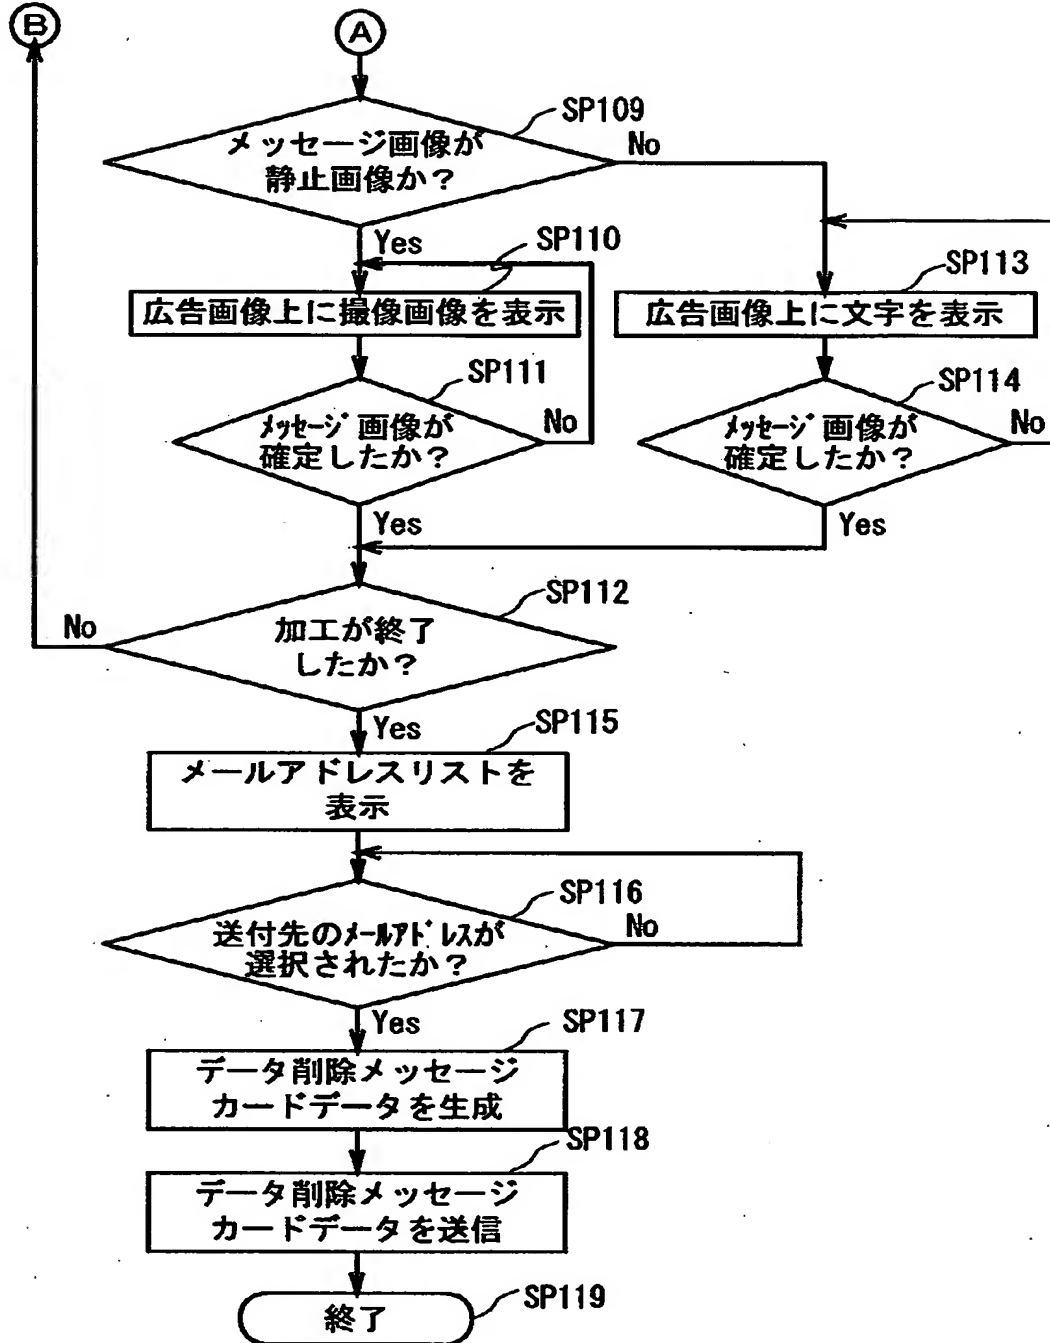 B
A
SP109
メッセージ画像が
静止画像か？
No
Yes
SP110
広告画像上に撮像画像を表示
SP113
広告画像上に文字を表示
SP111
ﾒｯｾｰｼﾞ画像が
確定したか？
No
SP114
ﾒｯｾｰｼﾞ画像が
確定したか？
No
Yes
Yes
SP112
加工が終了
したか？
No
Yes
SP115
メールアドレスリストを
表示
SP116
送付先のﾒｰﾙｱﾄﾞﾚｽが
選択されたか？
No
Yes
SP117
データ削除メッセージ
カードデータを生成
SP118
データ削除メッセージ
カードデータを送信
SP119
終了